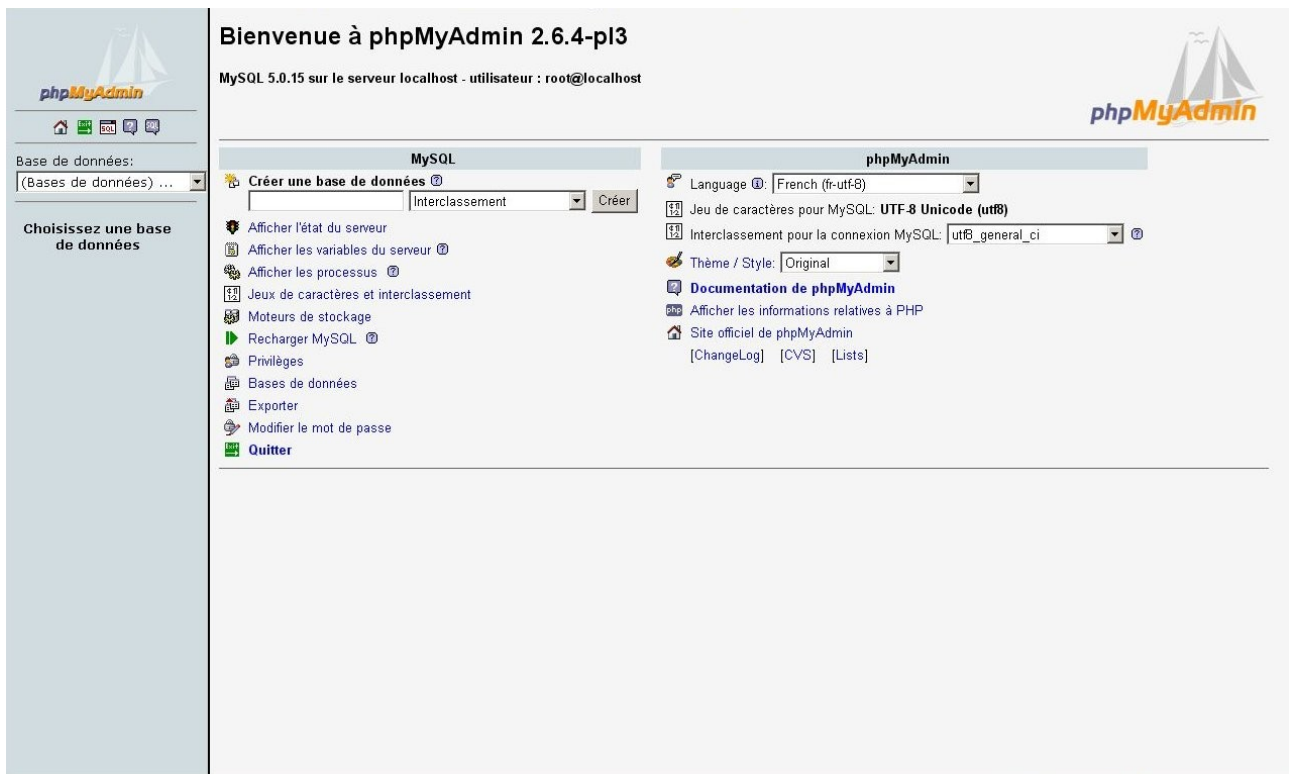 phpMyAdmin
Base de données:
(Bases de données) ...
Choisissez une base
de données
Bienvenue à phpMyAdmin 2.6.4-pl3
MySQL 5.0.15 sur le serveur localhost - utilisateur : root@localhost
phpMyAdmin
MySQL
Créer une base de données
Interclassement
Créer
Afficher l'état du serveur
Afficher les variables du serveur
Afficher les processus
Jeux de caractères et interclassement
Moteurs de stockage
Recharger MySQL
Privilèges
Bases de données
Exporter
Modifier le mot de passe
Quitter
phpMyAdmin
Language: French (fr-utf-8)
Jeu de caractères pour MySQL: UTF-8 Unicode (utf8)
Interclassement pour la connexion MySQL: utf8_general_ci
Thème / Style: Original
Documentation de phpMyAdmin
Afficher les informations relatives à PHP
Site officiel de phpMyAdmin
[ChangeLog] [CVS] [Lists]